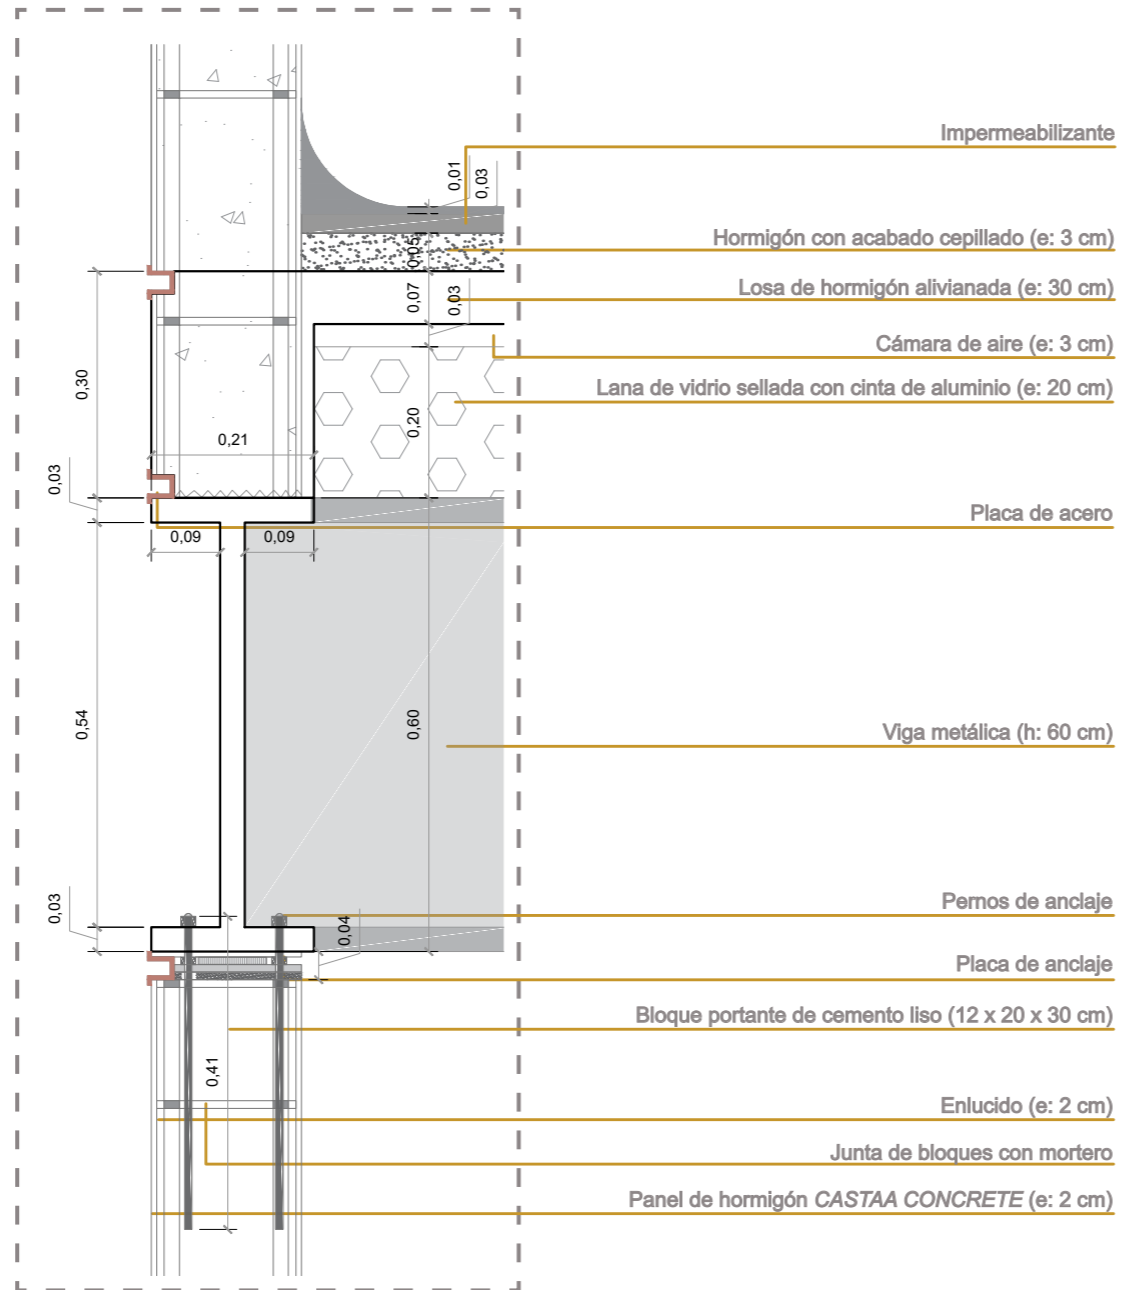 Impermeabilizante
0,01
0,03
Hormigón con acabado cepillado (e: 3 cm)
0,05
Losa de hormigón alivianada (e: 30 cm)
0,07
0,03
Cámara de aire (e: 3 cm)
0,30
Lana de vidrio sellada con cinta de aluminio (e: 20 cm)
0,20
0,21
0,03
Placa de acero
0,09
0,09
0,54
0,60
Viga metálica (h: 60 cm)
0,03
Pernos de anclaje
0,04
Placa de anclaje
Bloque portante de cemento liso (12 x 20 x 30 cm)
0,41
Enlucido (e: 2 cm)
Junta de bloques con mortero
Panel de hormigón CASTAA CONCRETE (e: 2 cm)